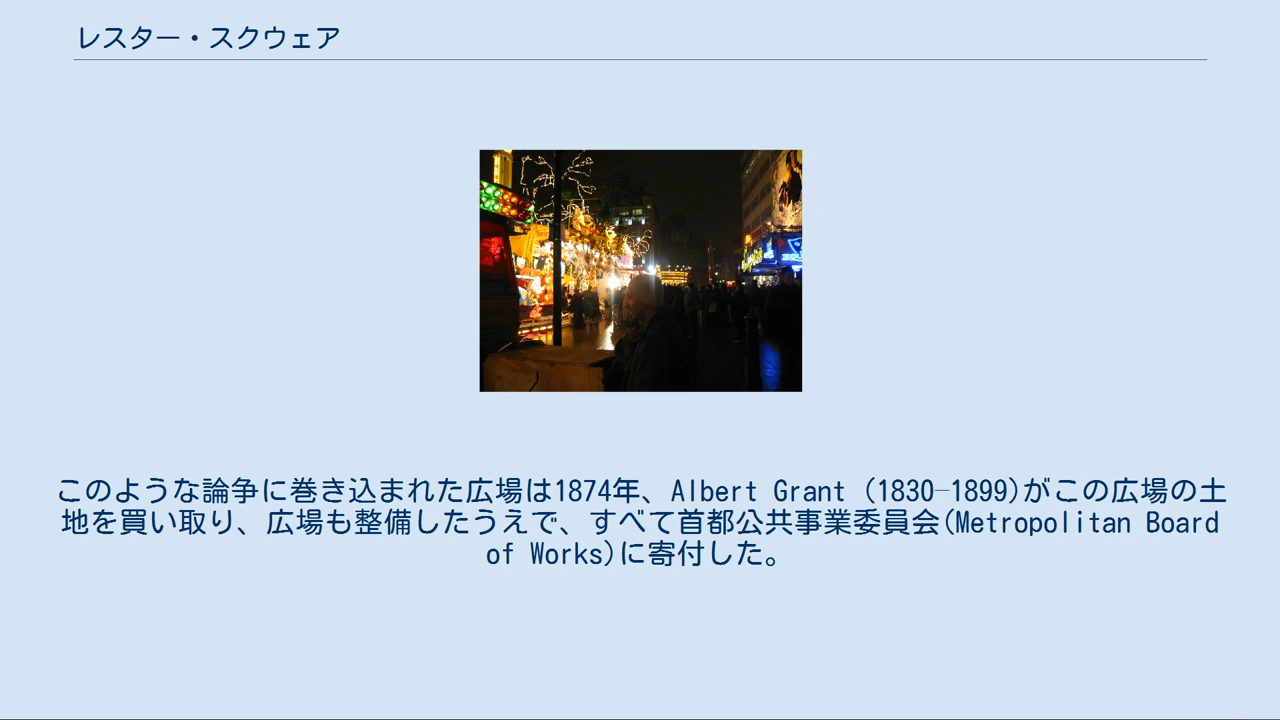 レスター・スクウェア
このような論争に巻き込まれた広場は1874年、Albert Grant (1830–1899)がこの広場の土
地を買い取り、広場も整備したうえで、すべて首都公共事業委員会(Metropolitan Board
of Works)に寄付した。